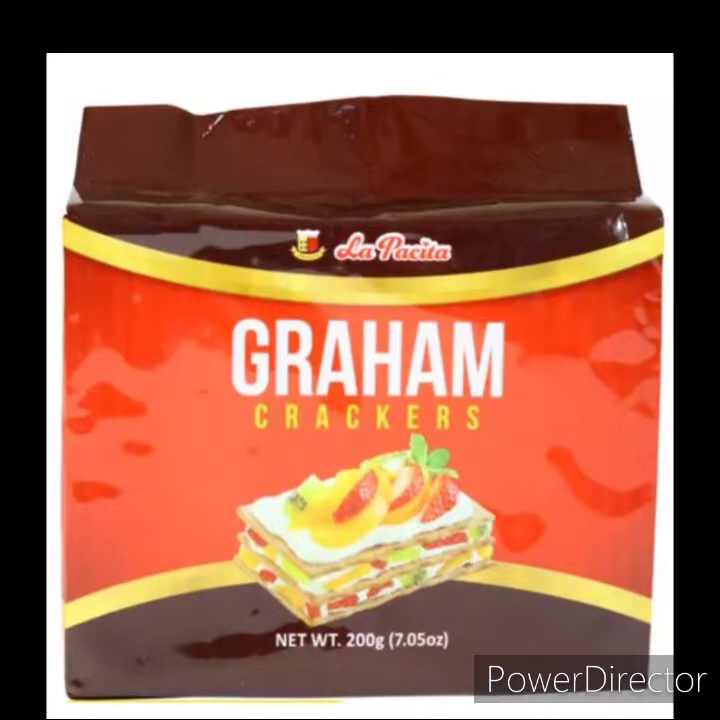 La Pacita
GRAHAM
CRACKERS
NET WT. 200g (7.05oz)
PowerDirector